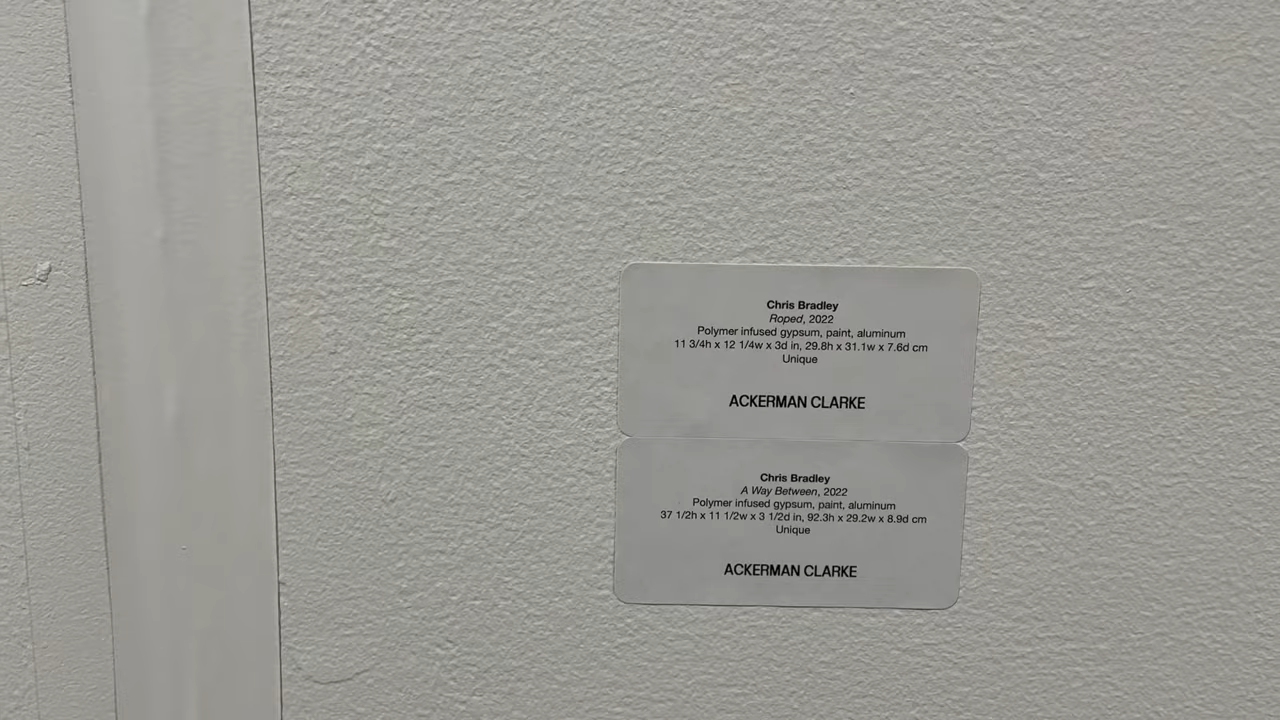 Chris Bradley
Roped, 2022
Polymer infused gypsum, paint, aluminum
11 3/4h x 12 1/4w x 3d in, 29.8h x 31.1w x 7.6d cm
Unique
ACKERMAN CLARKE
Chris Bradley
A Way Between, 2022
Polymer infused gypsum, paint, aluminum
37 1/2h x 11 1/2w x 3 1/2d in, 92.3h x 29.2w x 8.9d cm
Unique
ACKERMAN CLARKE